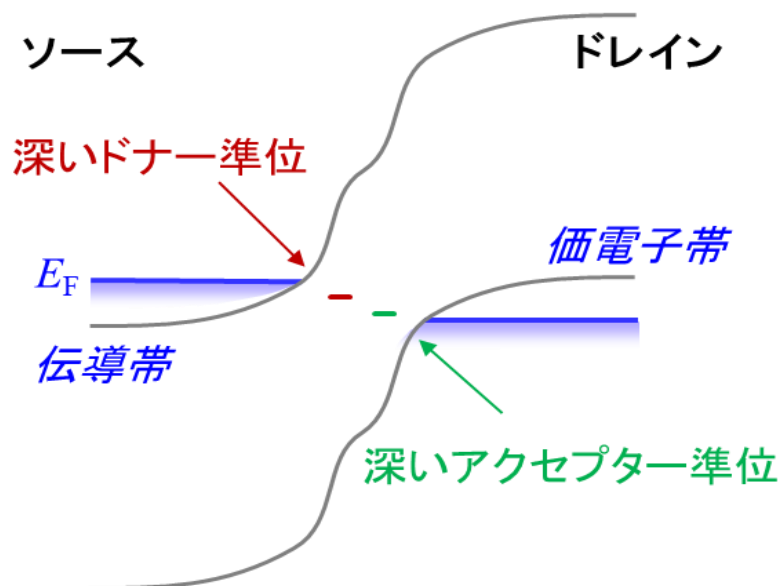 ソース
ドレイン
深いドナー準位
価電子帯
EF
伝導帯
深いアクセプター準位